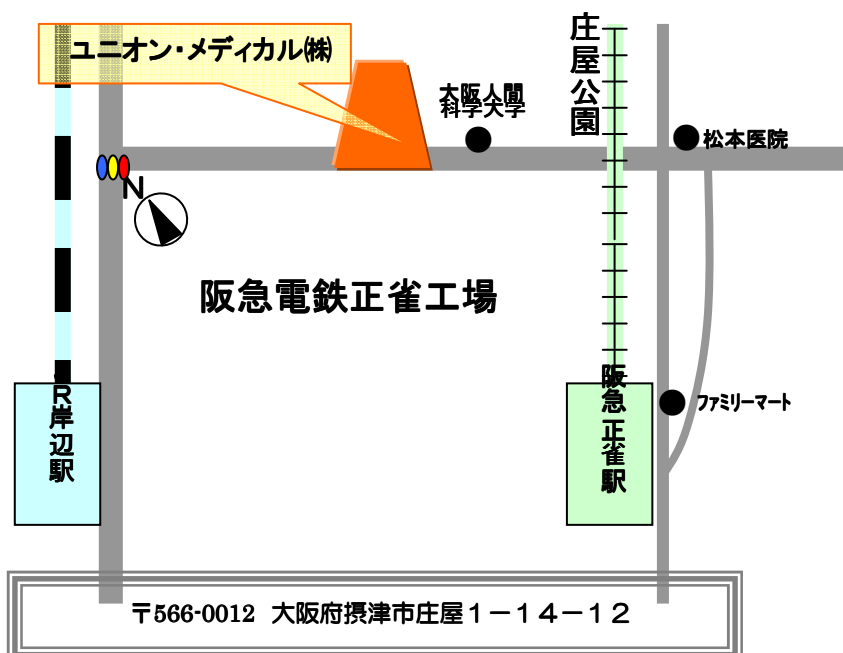 ユニオン・メディカル㈱
大阪人間
科学大学
庄屋公園
松本医院
N
阪急電鉄正雀工場
JR岸辺駅
阪急正雀駅
ファミリーマート
〒566-0012 大阪府摂津市庄屋１－１４－１２